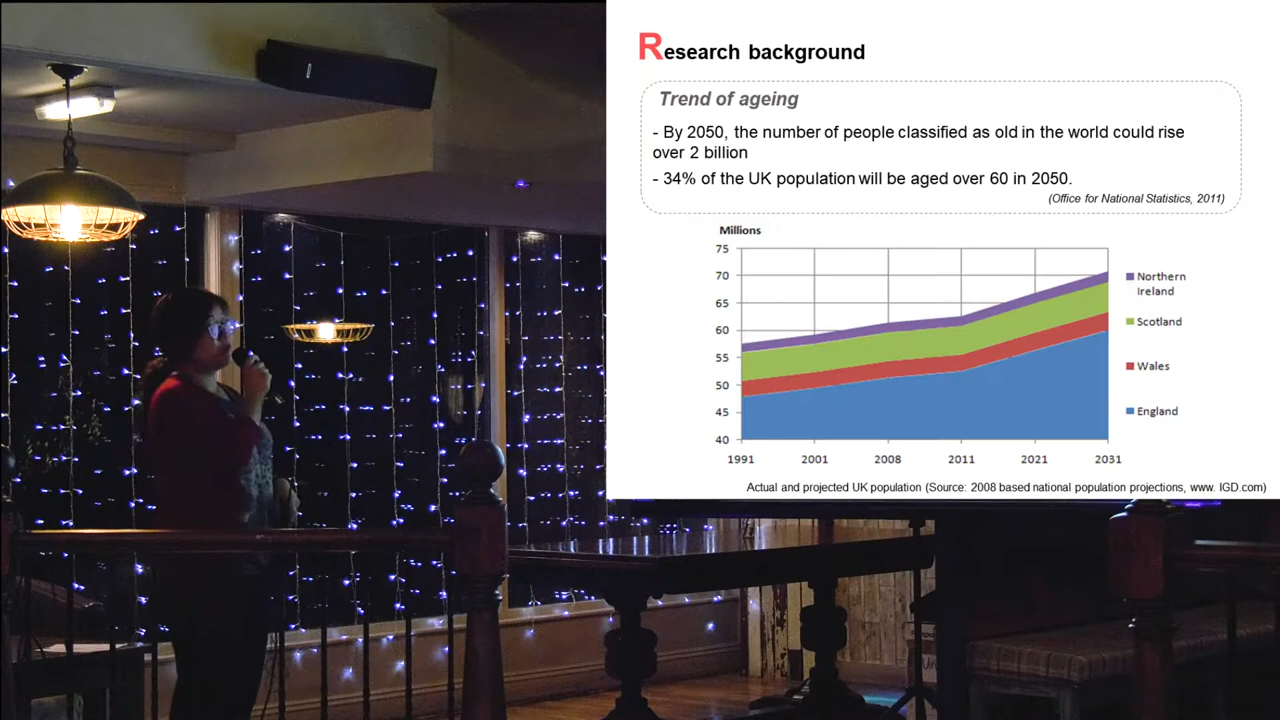 Research background
Trend of ageing
- By 2050, the number of people classified as old in the world could rise
over 2 billion
- 34% of the UK population will be aged over 60 in 2050.
(Office for National Statistics, 2011)
Millions
75
70
65
60
55
50
45
40
1991 2001 2008 2011 2021 2031
Northern
Ireland
Scotland
Wales
England
Actual and projected UK population (Source: 2008 based national population projections, www. IGD.com)